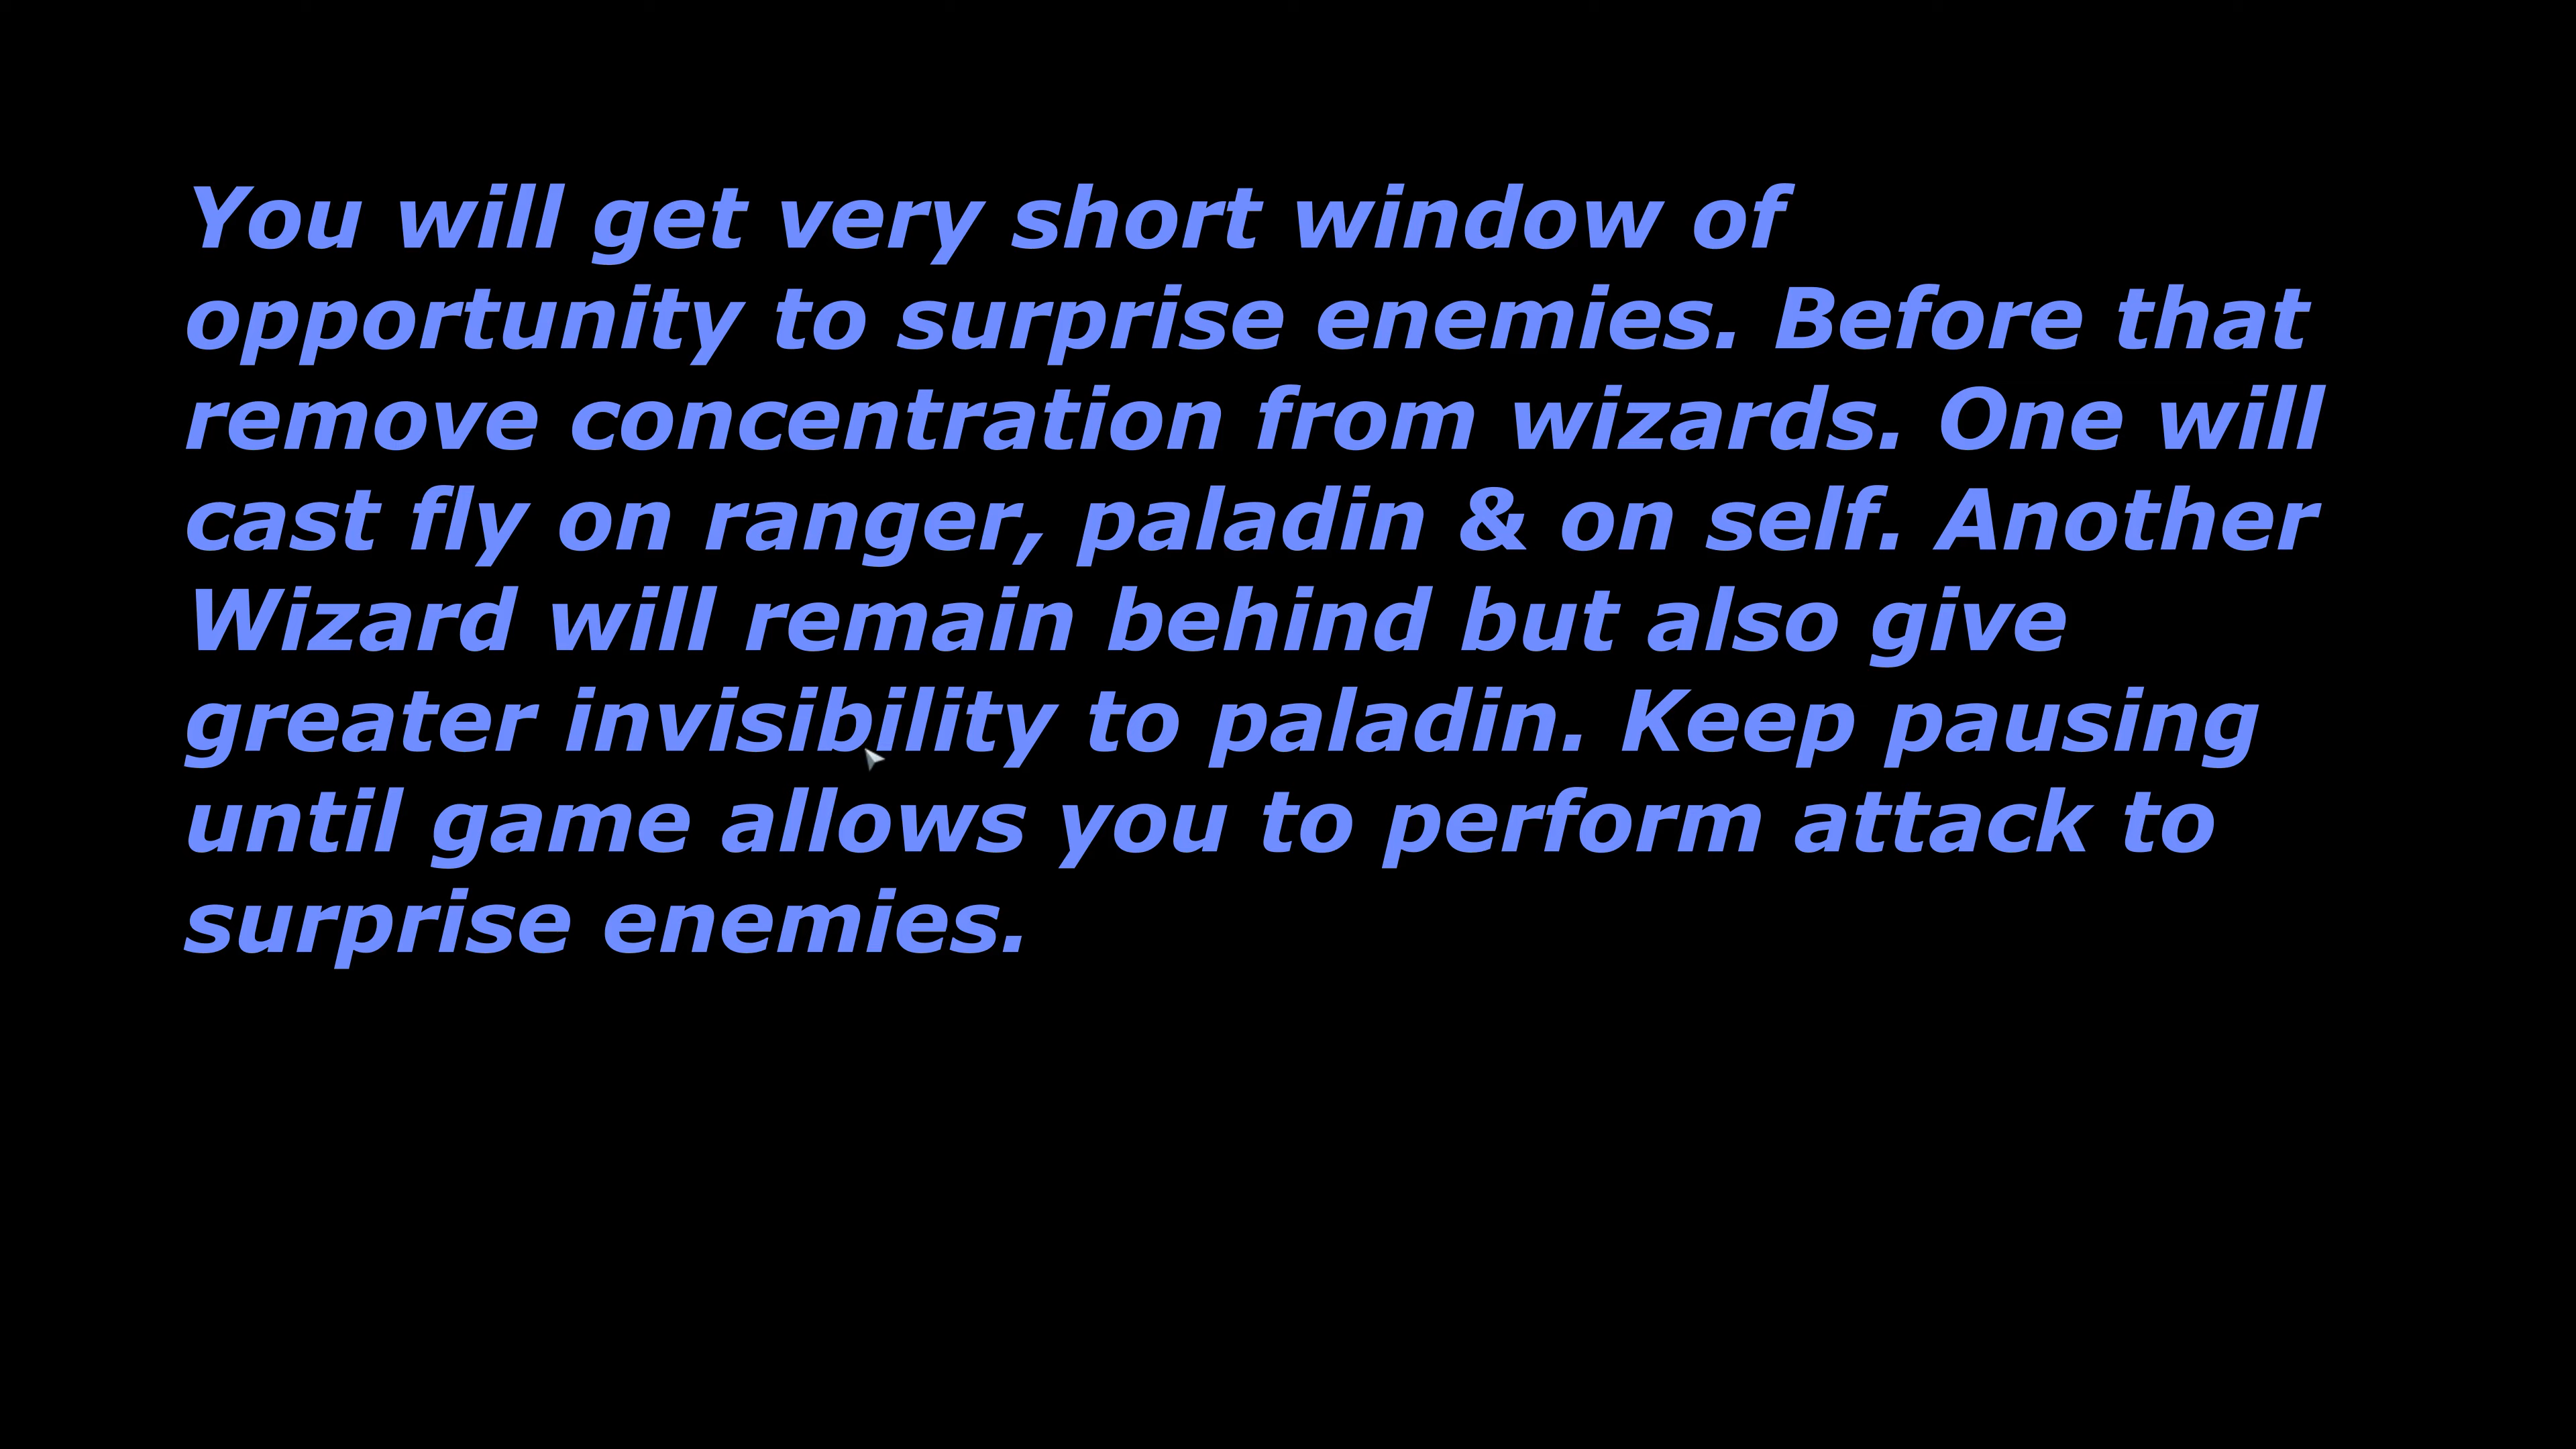 You will get very short window of
opportunity to surprise enemies. Before that
remove concentration from wizards. One will
cast fly on ranger, paladin & on self. Another
Wizard will remain behind but also give
greater invisibility to paladin. Keep pausing
until game allows you to perform attack to
surprise enemies.